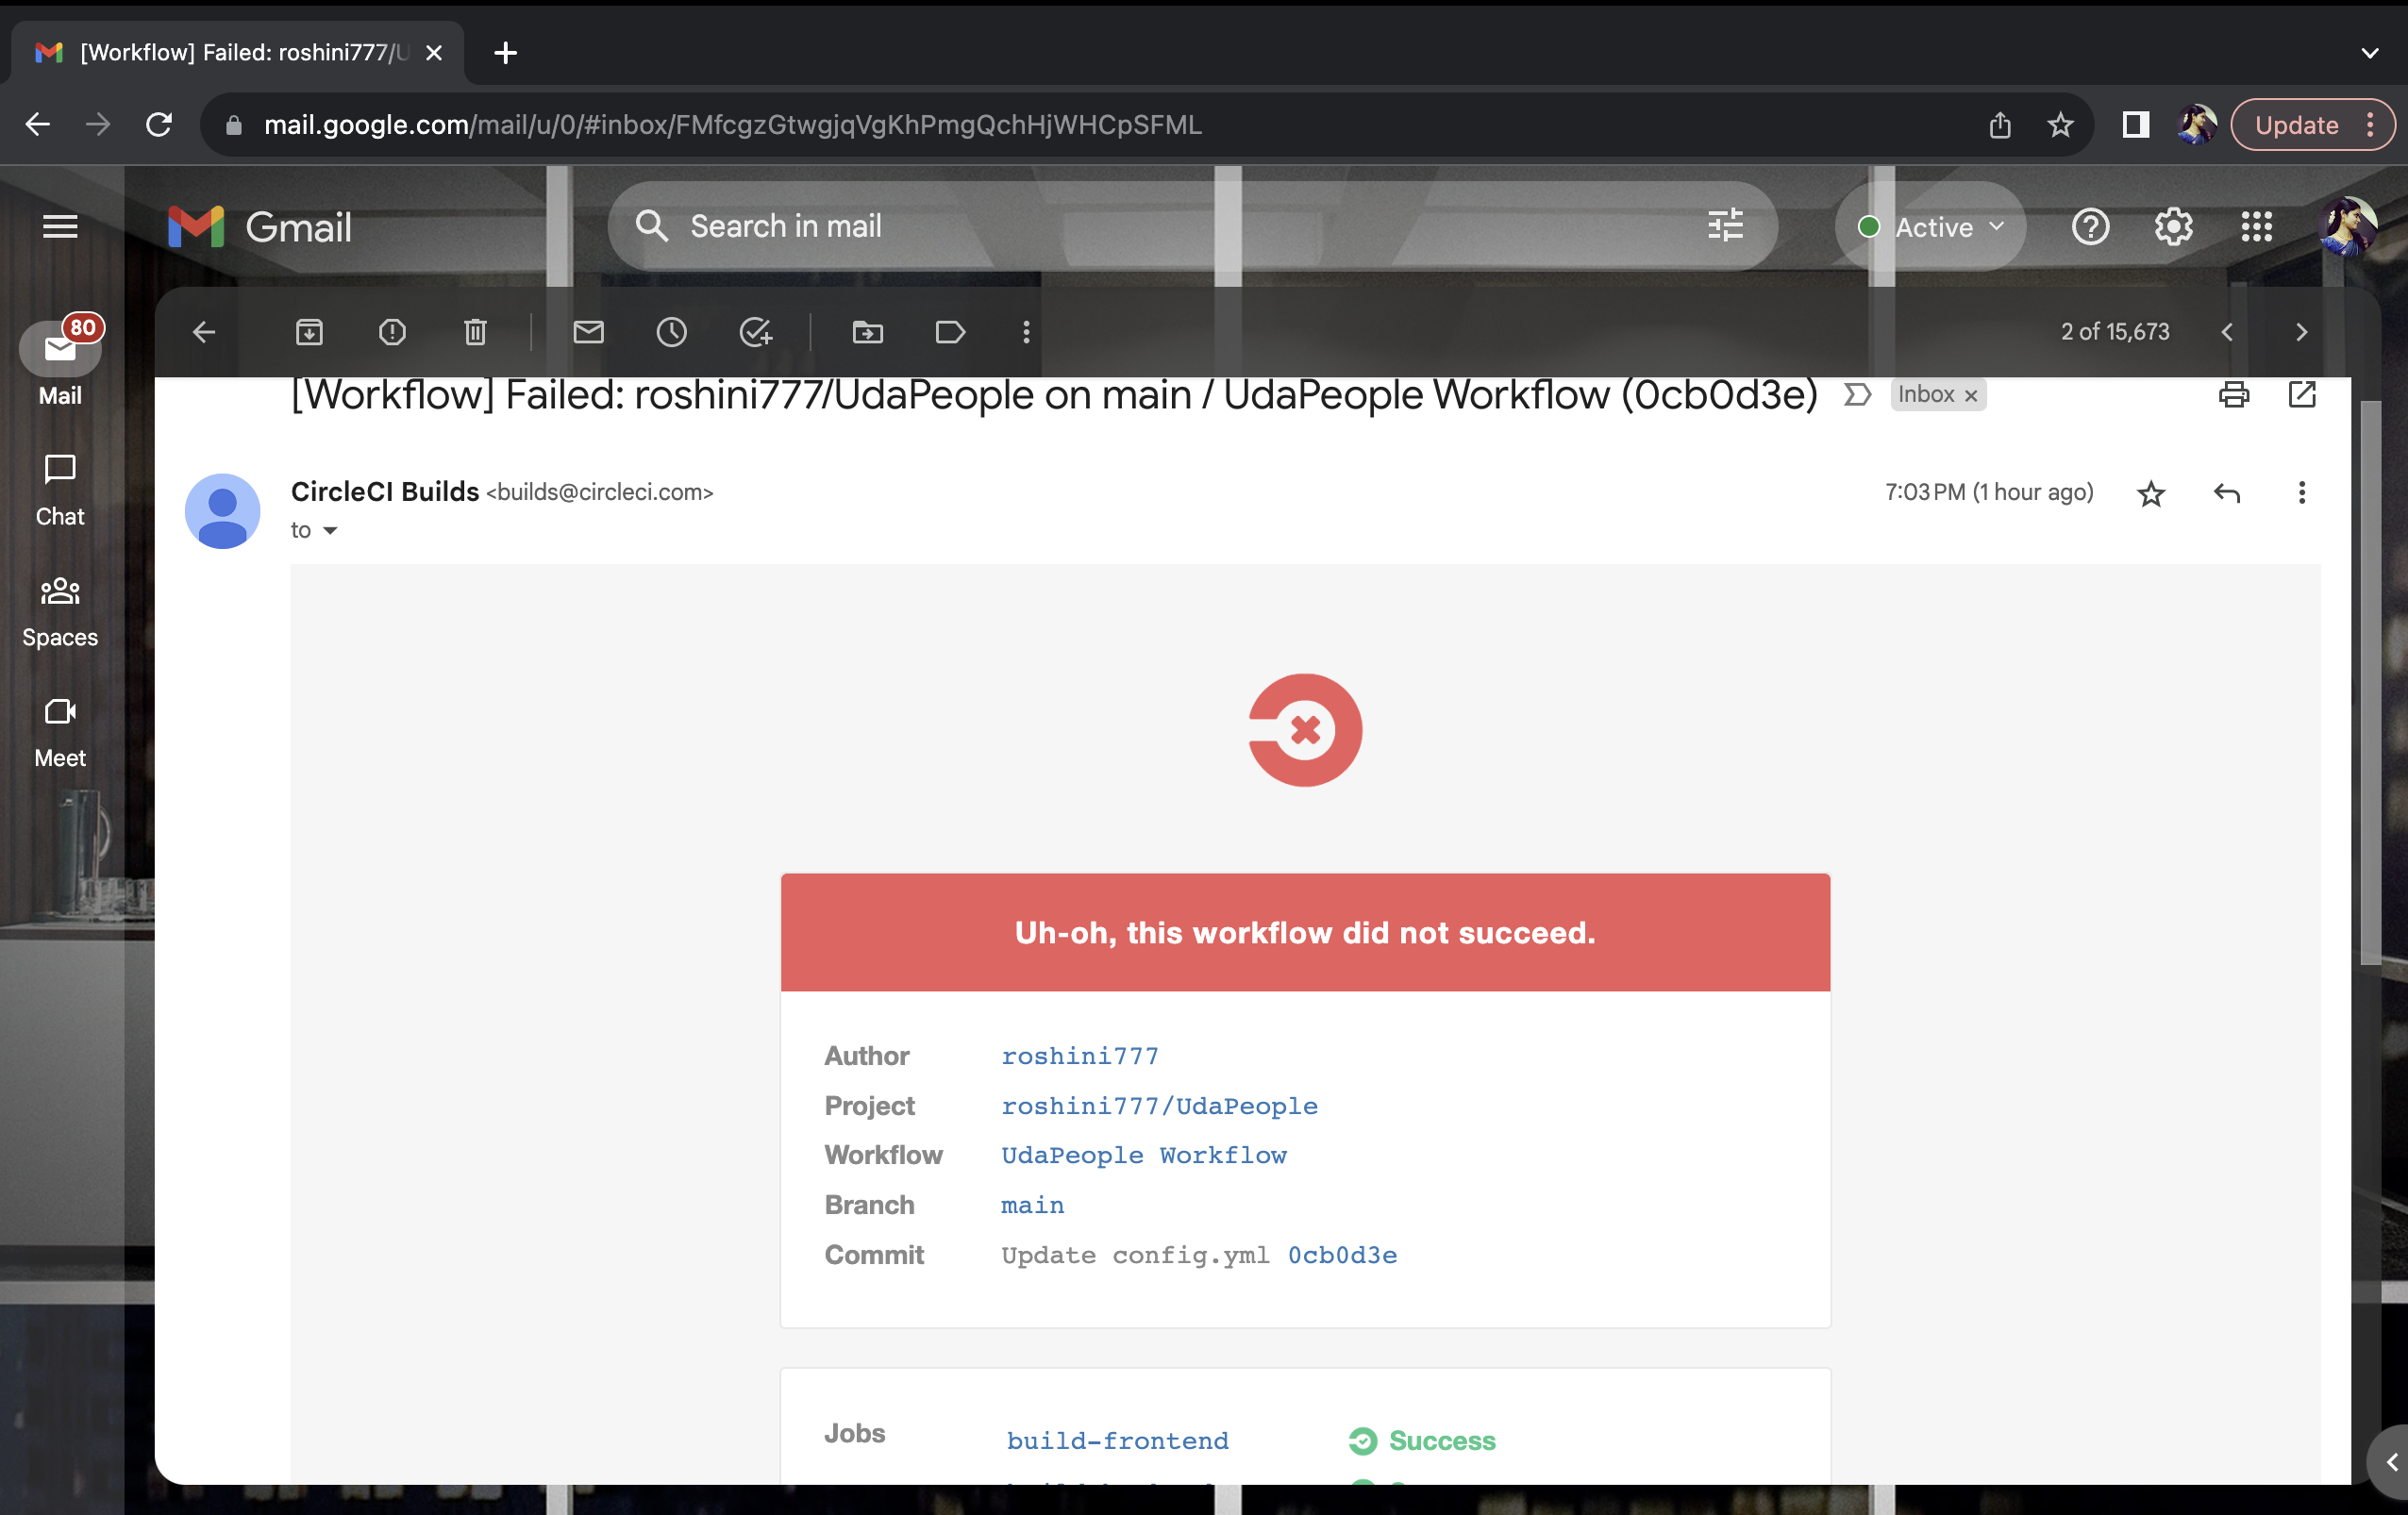 [Workflow] Failed: roshini777/U
mail.google.com/mail/u/0/#inbox/FMfcgzGtwgjqVgKhPmgQchHjWHCpSFML
Update
Gmail
Search in mail
Active
80
Mail
Chat
Spaces
Meet
2 of 15,673
[Workflow] Failed: roshini777/UdaPeople on main / UdaPeople Workflow (0cb0d3e)
Inbox ×
CircleCI Builds <builds@circleci.com>
7:03 PM (1 hour ago)
to
Uh-oh, this workflow did not succeed.
Author roshini777
Project roshini777/UdaPeople
Workflow UdaPeople Workflow
Branch main
Commit Update config.yml 0cb0d3e
Jobs build-frontend Success